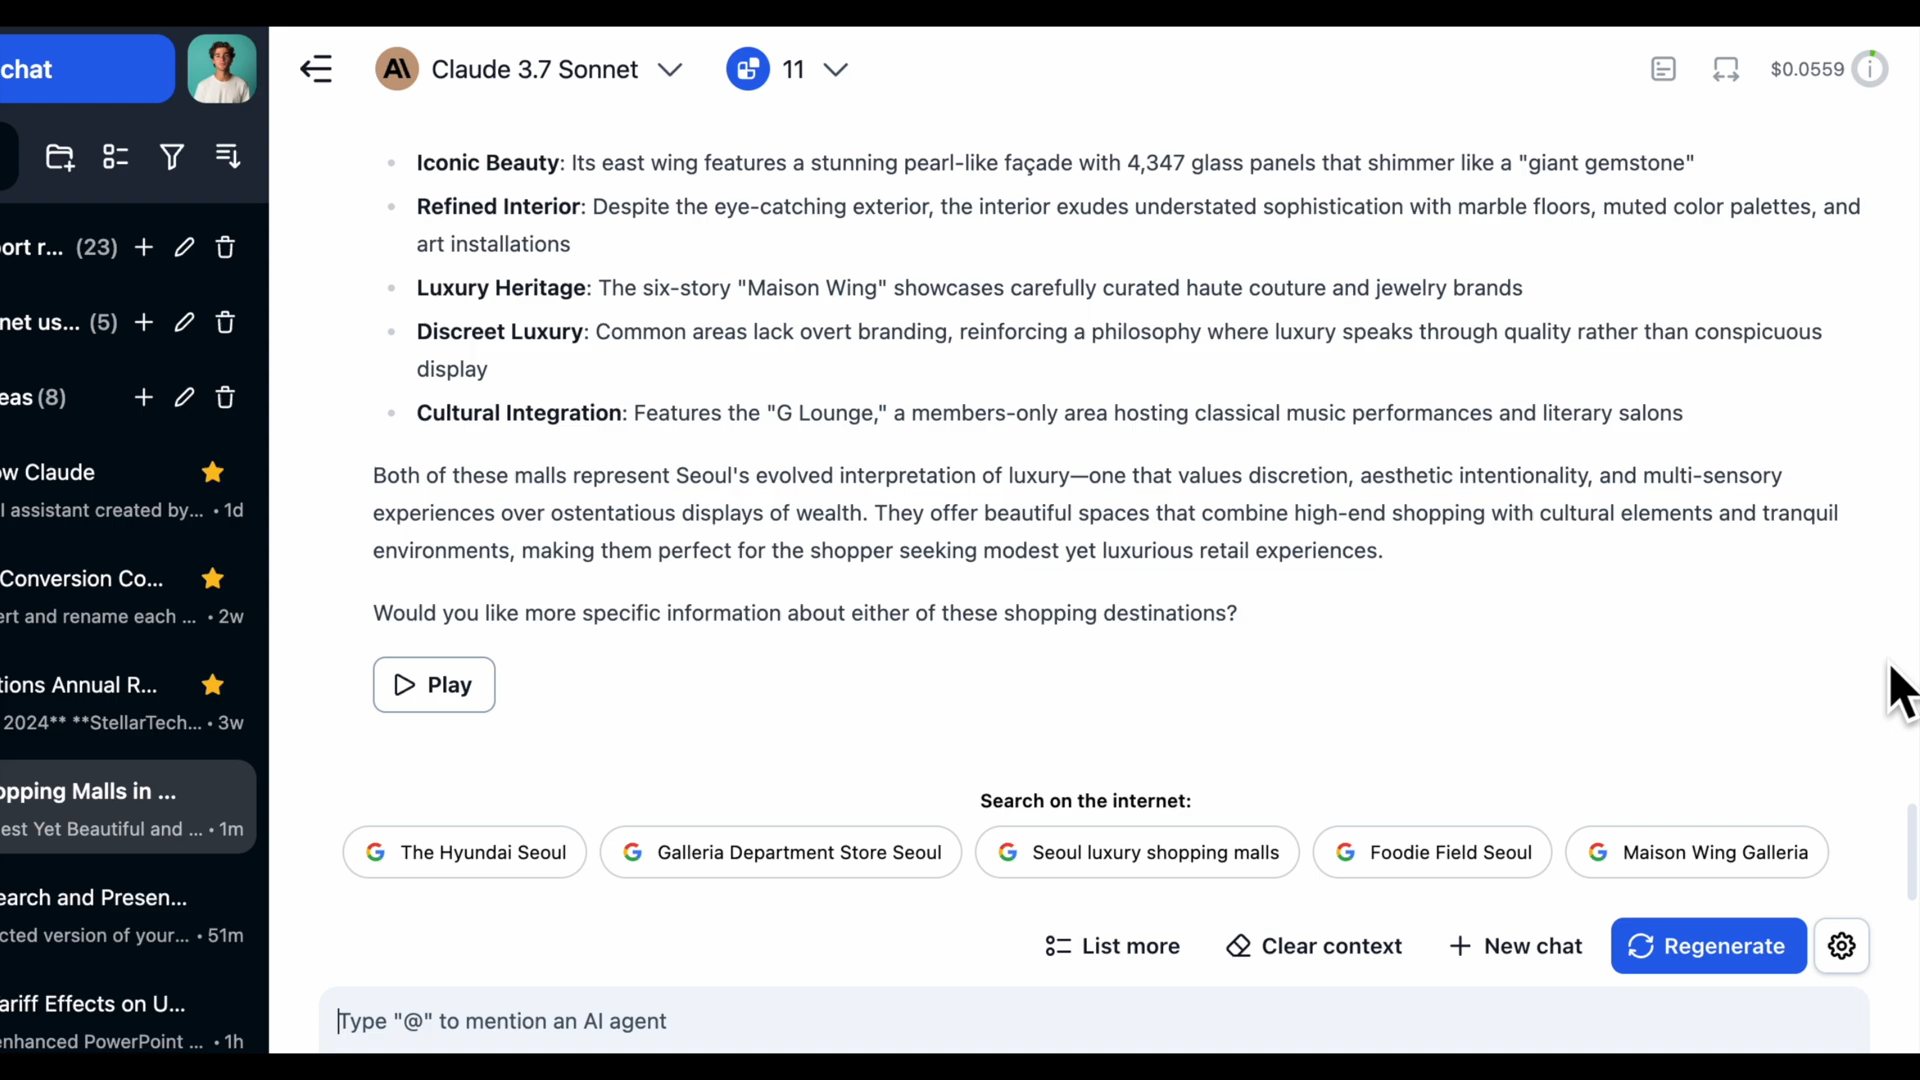 chat
Claude 3.7 Sonnet
11
$0.0559
Iconic Beauty: Its east wing features a stunning pearl-like façade with 4,347 glass panels that shimmer like a "giant gemstone"
Refined Interior: Despite the eye-catching exterior, the interior exudes understated sophistication with marble floors, muted color palettes, and
art installations
Luxury Heritage: The six-story "Maison Wing" showcases carefully curated haute couture and jewelry brands
Discreet Luxury: Common areas lack overt branding, reinforcing a philosophy where luxury speaks through quality rather than conspicuous
display
Cultural Integration: Features the "G Lounge," a members-only area hosting classical music performances and literary salons
Both of these malls represent Seoul's evolved interpretation of luxury—one that values discretion, aesthetic intentionality, and multi-sensory
experiences over ostentatious displays of wealth. They offer beautiful spaces that combine high-end shopping with cultural elements and tranquil
environments, making them perfect for the shopper seeking modest yet luxurious retail experiences.
Would you like more specific information about either of these shopping destinations?
Play
Search on the internet:
The Hyundai Seoul
Galleria Department Store Seoul
Seoul luxury shopping malls
Foodie Field Seoul
Maison Wing Galleria
List more
Clear context
New chat
Regenerate
Type "@" to mention an AI agent
ort r... (23)
net us... (5)
eas (8)
ow Claude
I assistant created by... • 1d
Conversion Co...
ert and rename each ... • 2w
tions Annual R...
2024** **StellarTech... • 3w
opping Malls in ...
est Yet Beautiful and ... • 1m
earch and Presen...
cted version of your... • 51m
ariff Effects on U...
enhanced PowerPoint ... • 1h